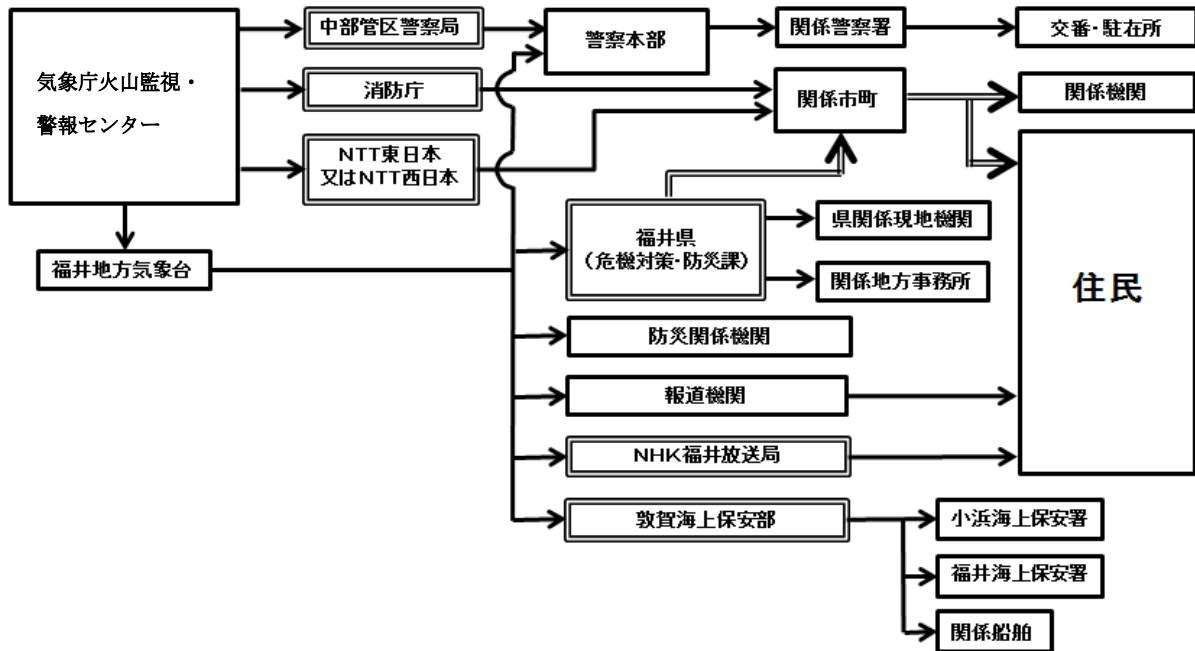 中部管区警察局
警察本部
関係警察署
交番・駐在所
気象庁火山監視・
警報センター
消防庁
関係市町
関係機関
NTT東日本
又はNTT西日本
福井県
（危機対策・防災課）
県関係現地機関
福井地方気象台
関係地方事務所
住民
防災関係機関
報道機関
NHK福井放送局
敦賀海上保安部
小浜海上保安署
福井海上保安署
関係船舶